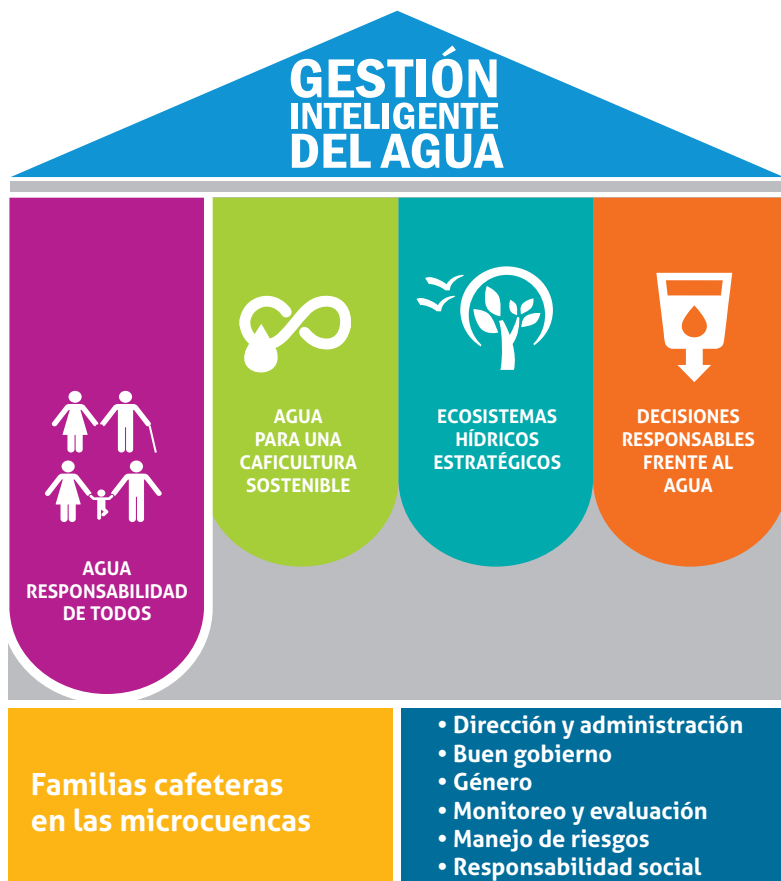 GESTIÓN
INTELIGENTE
DEL AGUA
AGUA
RESPONSABILIDAD
DE TODOS
AGUA
PARA UNA
CAFICULTURA
SOSTENIBLE
ECOSISTEMAS
HÍDRICOS
ESTRATÉGICOS
DECISIONES
RESPONSABLES
FRENTE AL
AGUA
Familias cafeteras
en las microcuencas
• Dirección y administración
• Buen gobierno
• Género
• Monitoreo y evaluación
• Manejo de riesgos
• Responsabilidad social